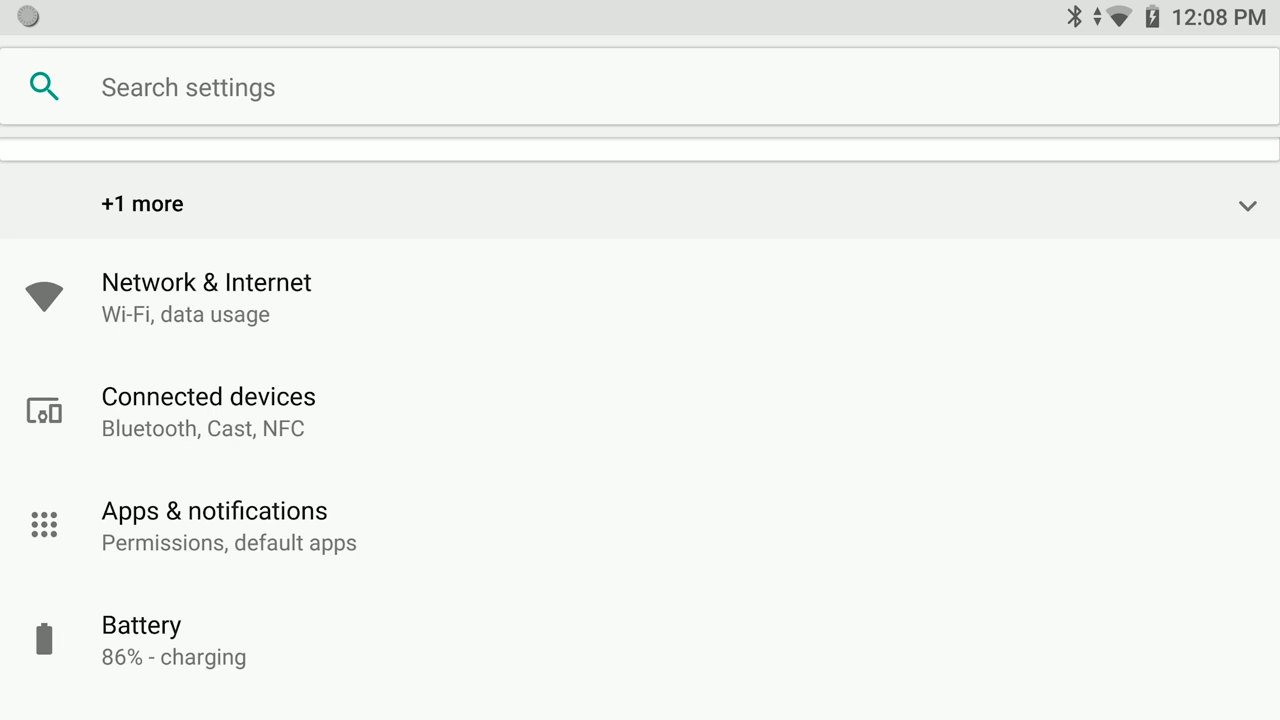 12:08 PM
Search settings
+1 more
Network & Internet
Wi-Fi, data usage
Connected devices
Bluetooth, Cast, NFC
Apps & notifications
Permissions, default apps
Battery
86% - charging